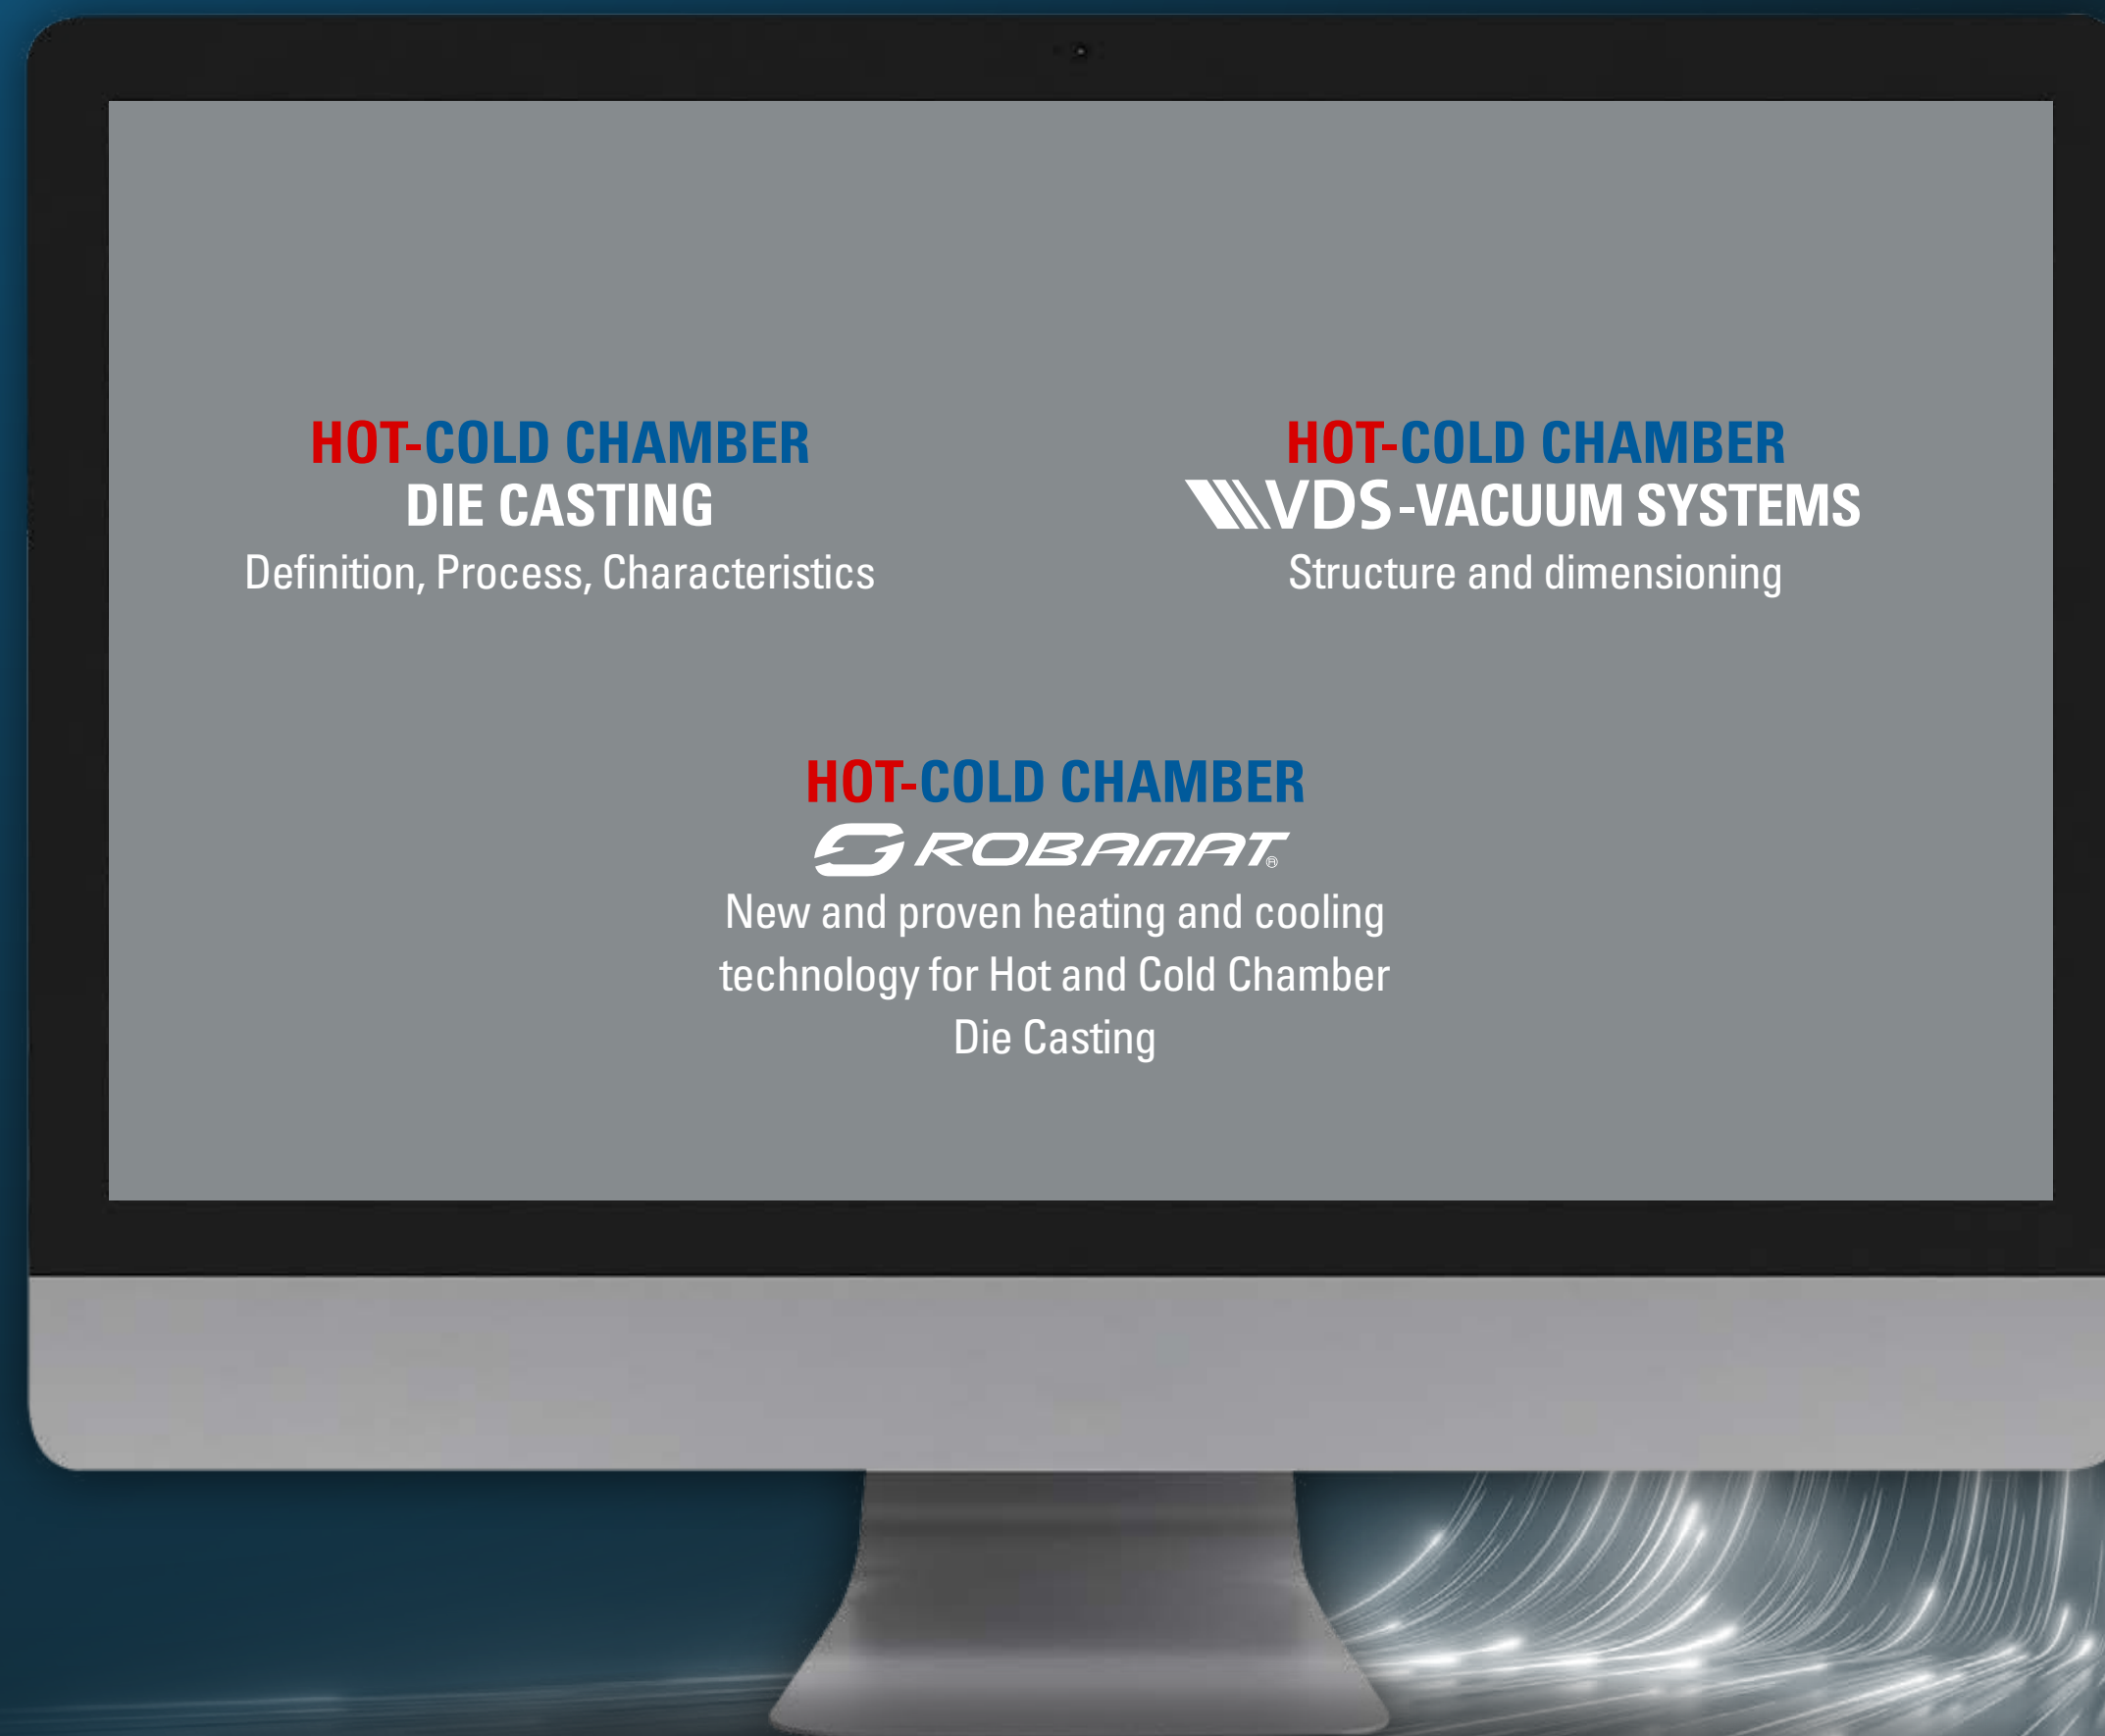 HOT-COLD CHAMBER
DIE CASTING
Definition, Process, Characteristics
HOT-COLD CHAMBER
VDS-VACUUM SYSTEMS
Structure and dimensioning
HOT-COLD CHAMBER
ROBAMAT®
New and proven heating and cooling
technology for Hot and Cold Chamber
Die Casting